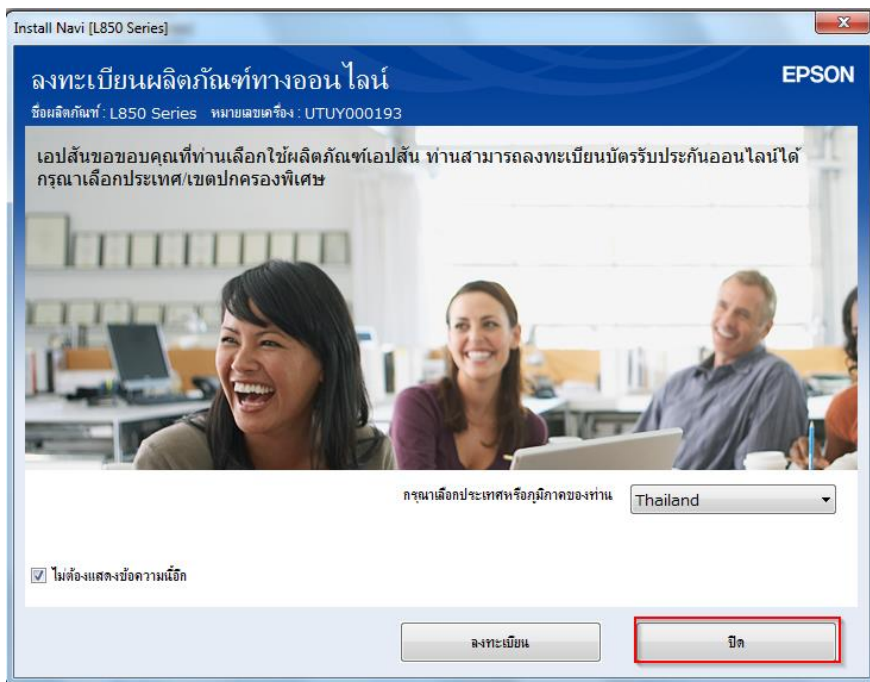 Install Navi [L850 Series]
ลงทะเบียนผลิตภัณฑ์ทางออนไลน์
EPSON
ชื่อผลิตภัณฑ์ : L850 Series หมายเลขเครื่อง : UTUY000193
เอปสันขอขอบคุณที่ท่านเลือกใช้ผลิตภัณฑ์เอปสัน ท่านสามารถลงทะเบียนบัตรรับประกันออนไลน์ได้
กรุณาเลือกประเทศ/เขตปกครองพิเศษ
กรุณาเลือกประเทศหรือภูมิภาคของท่าน Thailand
ไม่ต้องแสดงข้อความนี้อีก
ลงทะเบียน ปิด